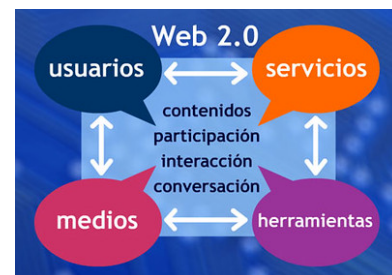 Web 2.0
usuarios
servicios
contenidos
participación
interacción
conversación
medios
herramientas